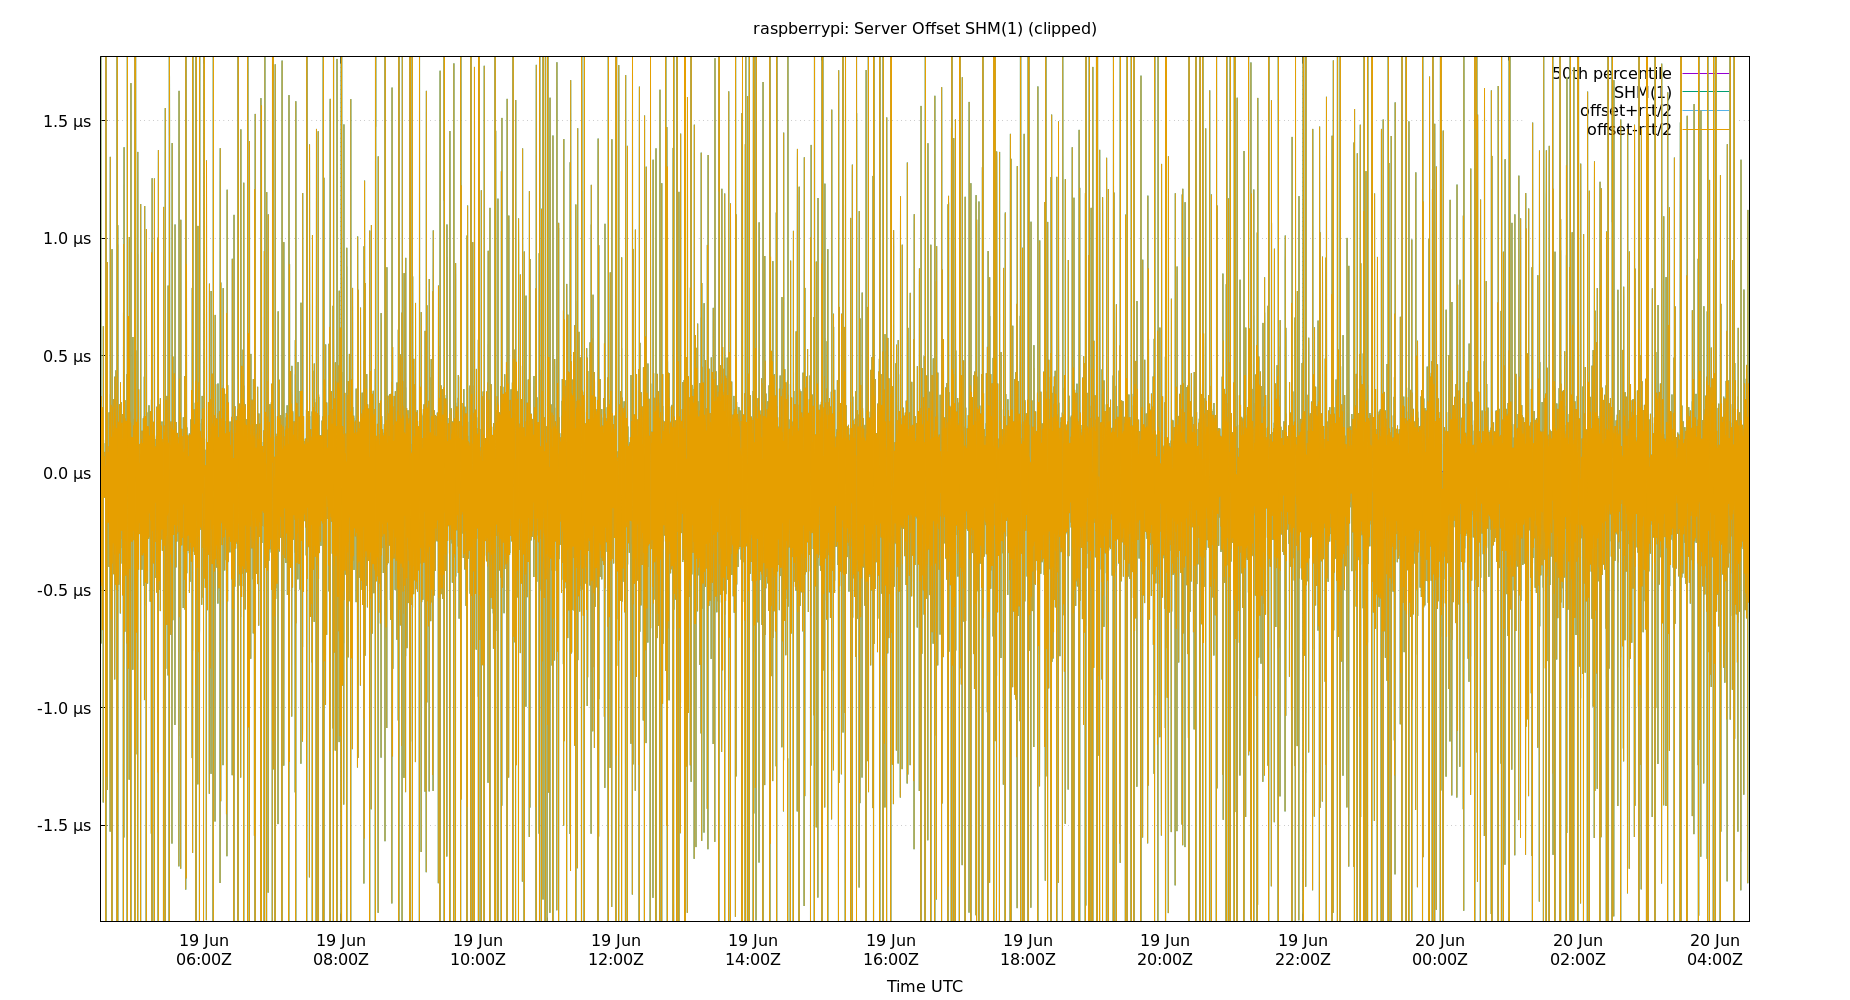 raspberrypi: Server Offset SHM(1) (clipped)
50th percentile
SHM(1)
offset+rtt/2
offset-rtt/2
1.5 µs
1.0 µs
0.5 µs
0.0 µs
-0.5 µs
-1.0 µs
-1.5 µs
19 Jun 19 Jun 19 Jun 19 Jun 19 Jun 19 Jun 19 Jun 19 Jun 19 Jun 20 Jun 20 Jun 20 Jun
06:00Z 08:00Z 10:00Z 12:00Z 14:00Z 16:00Z 18:00Z 20:00Z 22:00Z 00:00Z 02:00Z 04:00Z
Time UTC